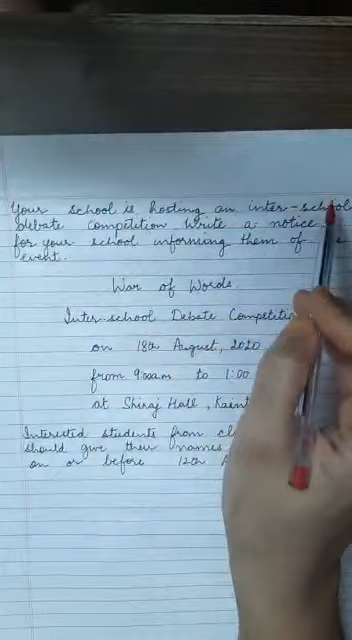 Your school is hosting an inter-school
debate competition Write a notice
for your school informing them of
event.
War of Words.
Inter-school Debate
on 18th August, 2020
from 9:00a.m to 1:00
at Shiraj Hall,
Interested students from
should give their names
on or before 12th